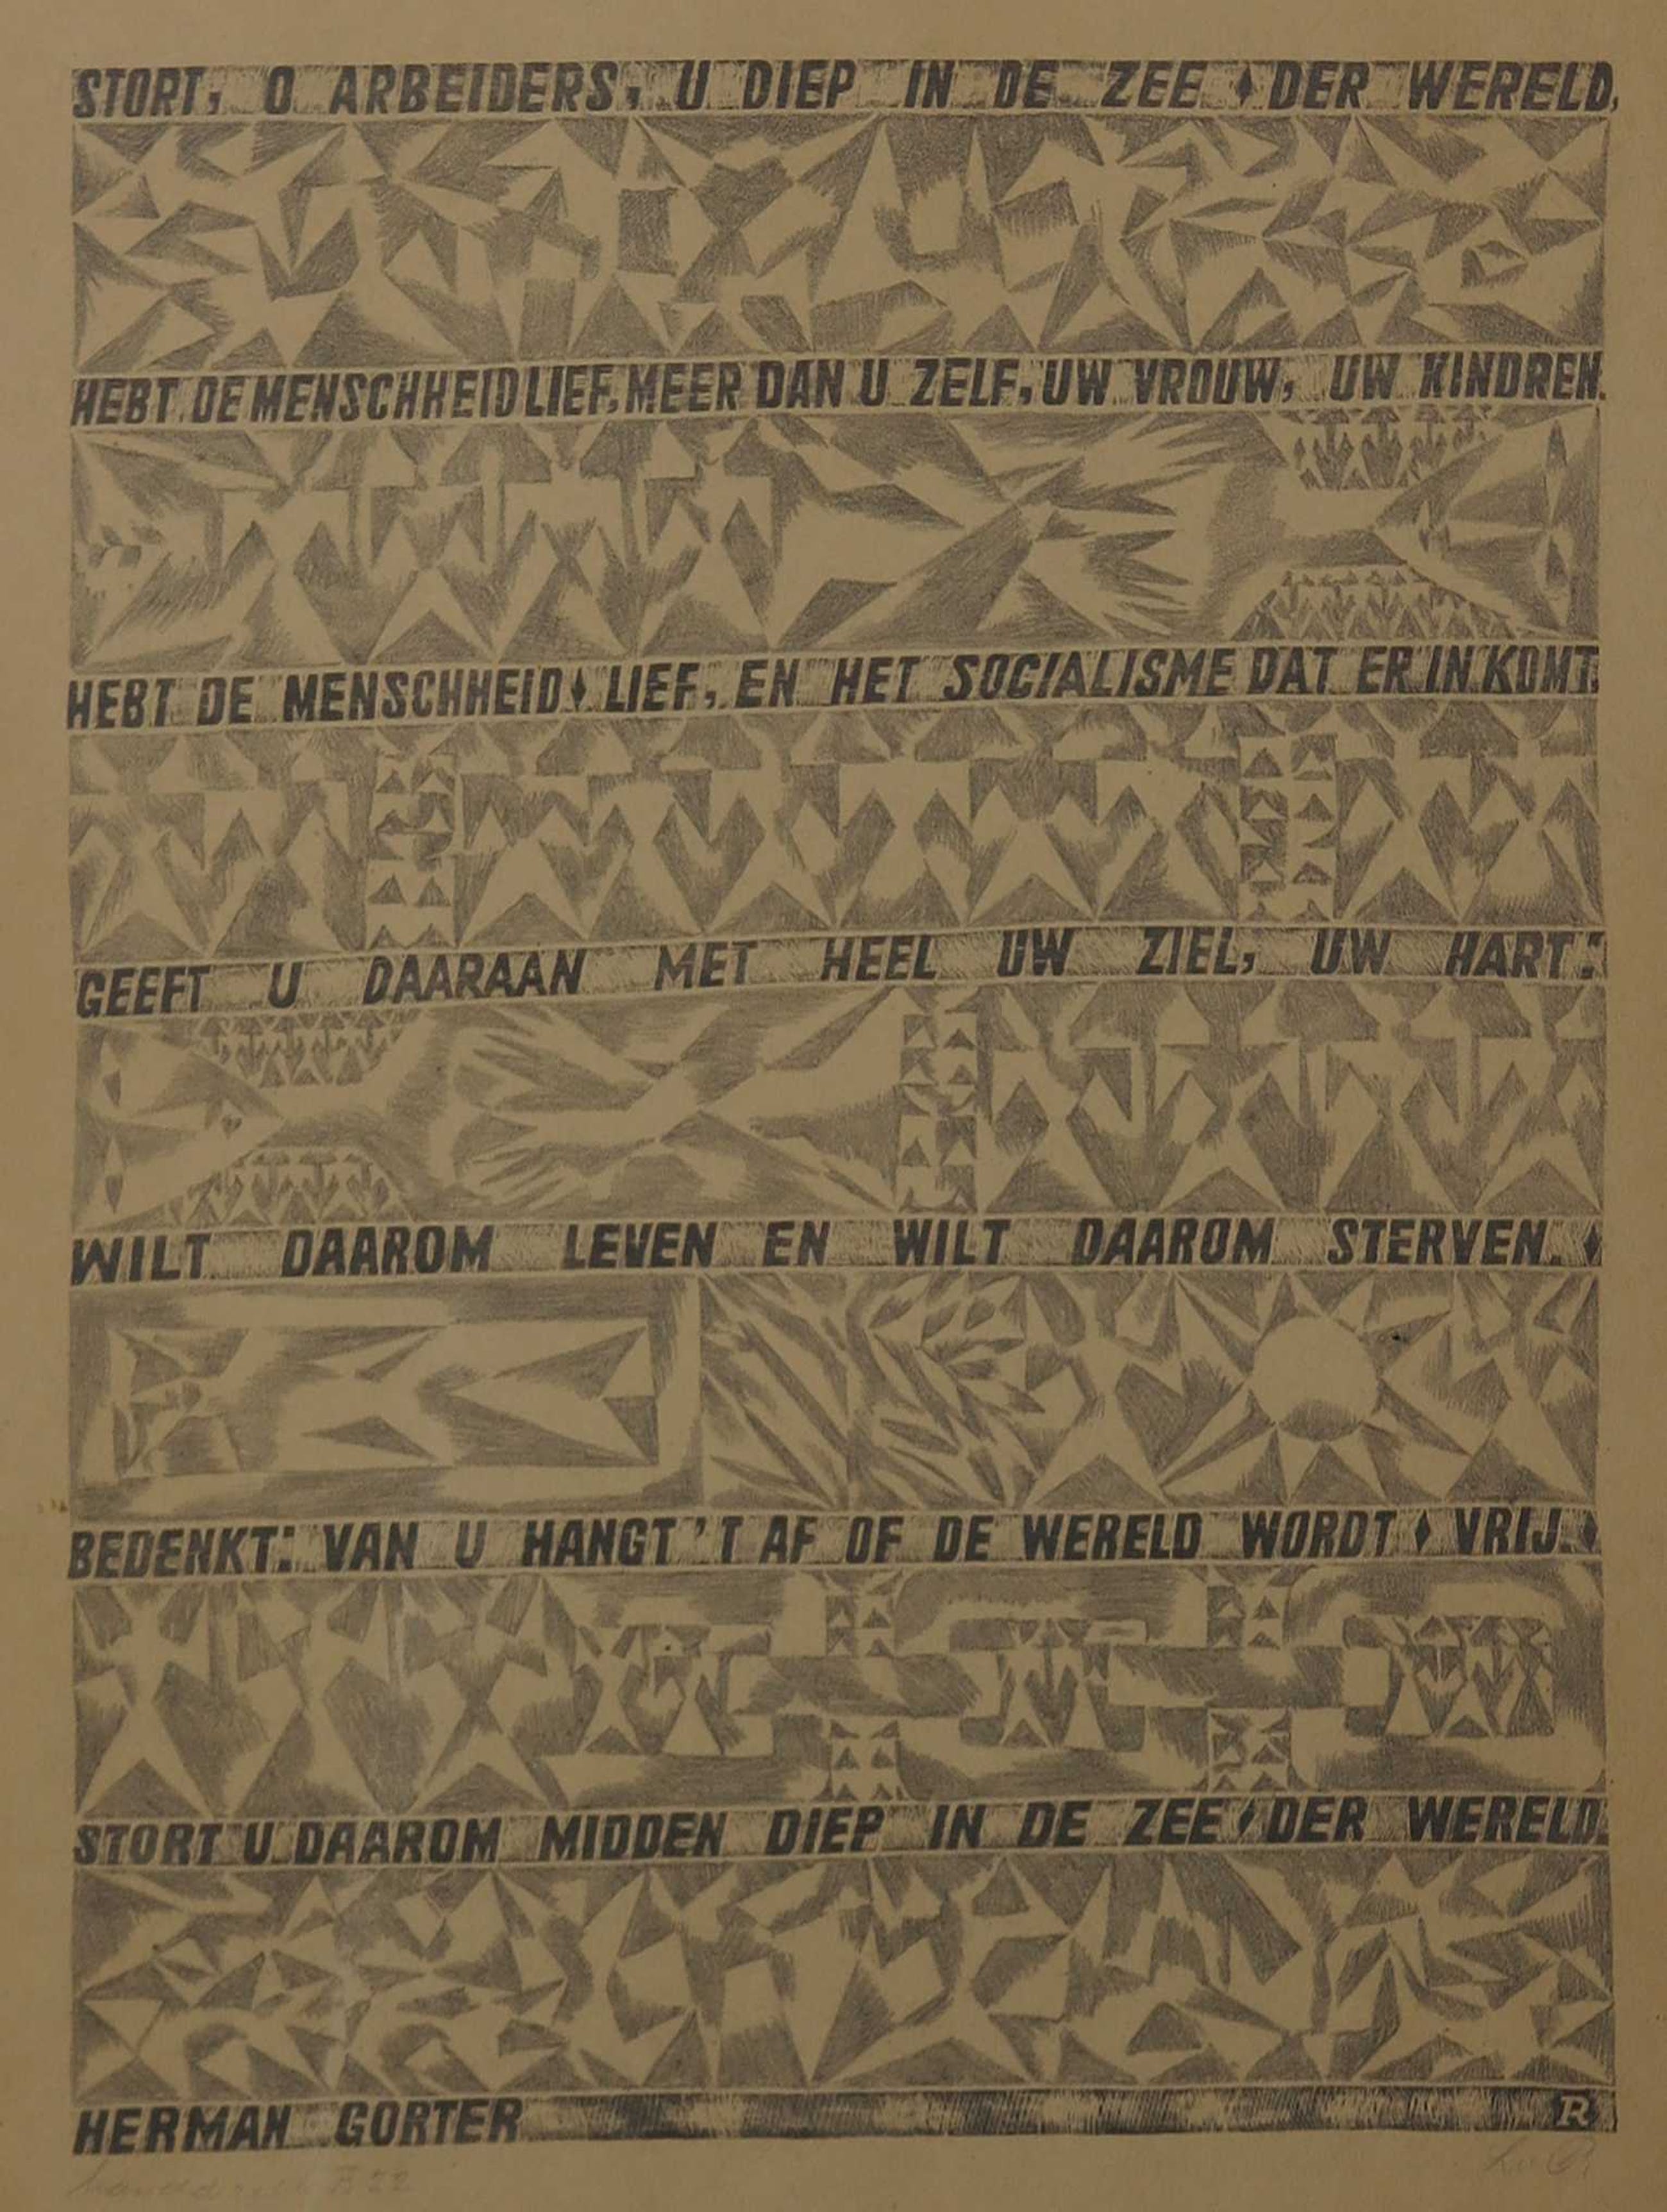 STORT, O ARBEIDERS, U DIEP IN DE ZEE ♦ DER WERELD,
HEBT DE MENSCHHEID LIEF, MEER DAN U ZELF, UW VROUW, UW KINDREN.
HEBT DE MENSCHHEID ♦ LIEF, EN HET SOCIALISME DAT ER IN KOMT.
GEEFT U DAARAAN MET HEEL UW ZIEL, UW HART:
WILT DAAROM LEVEN EN WILT DAAROM STERVEN. ♦
BEDENKT: VAN U HANGT 'T AF OF DE WERELD WORDT ♦ VRIJ. ♦
STORT U DAAROM MIDDEN DIEP IN DE ZEE ♦ DER WERELD.
HERMAN GORTER R